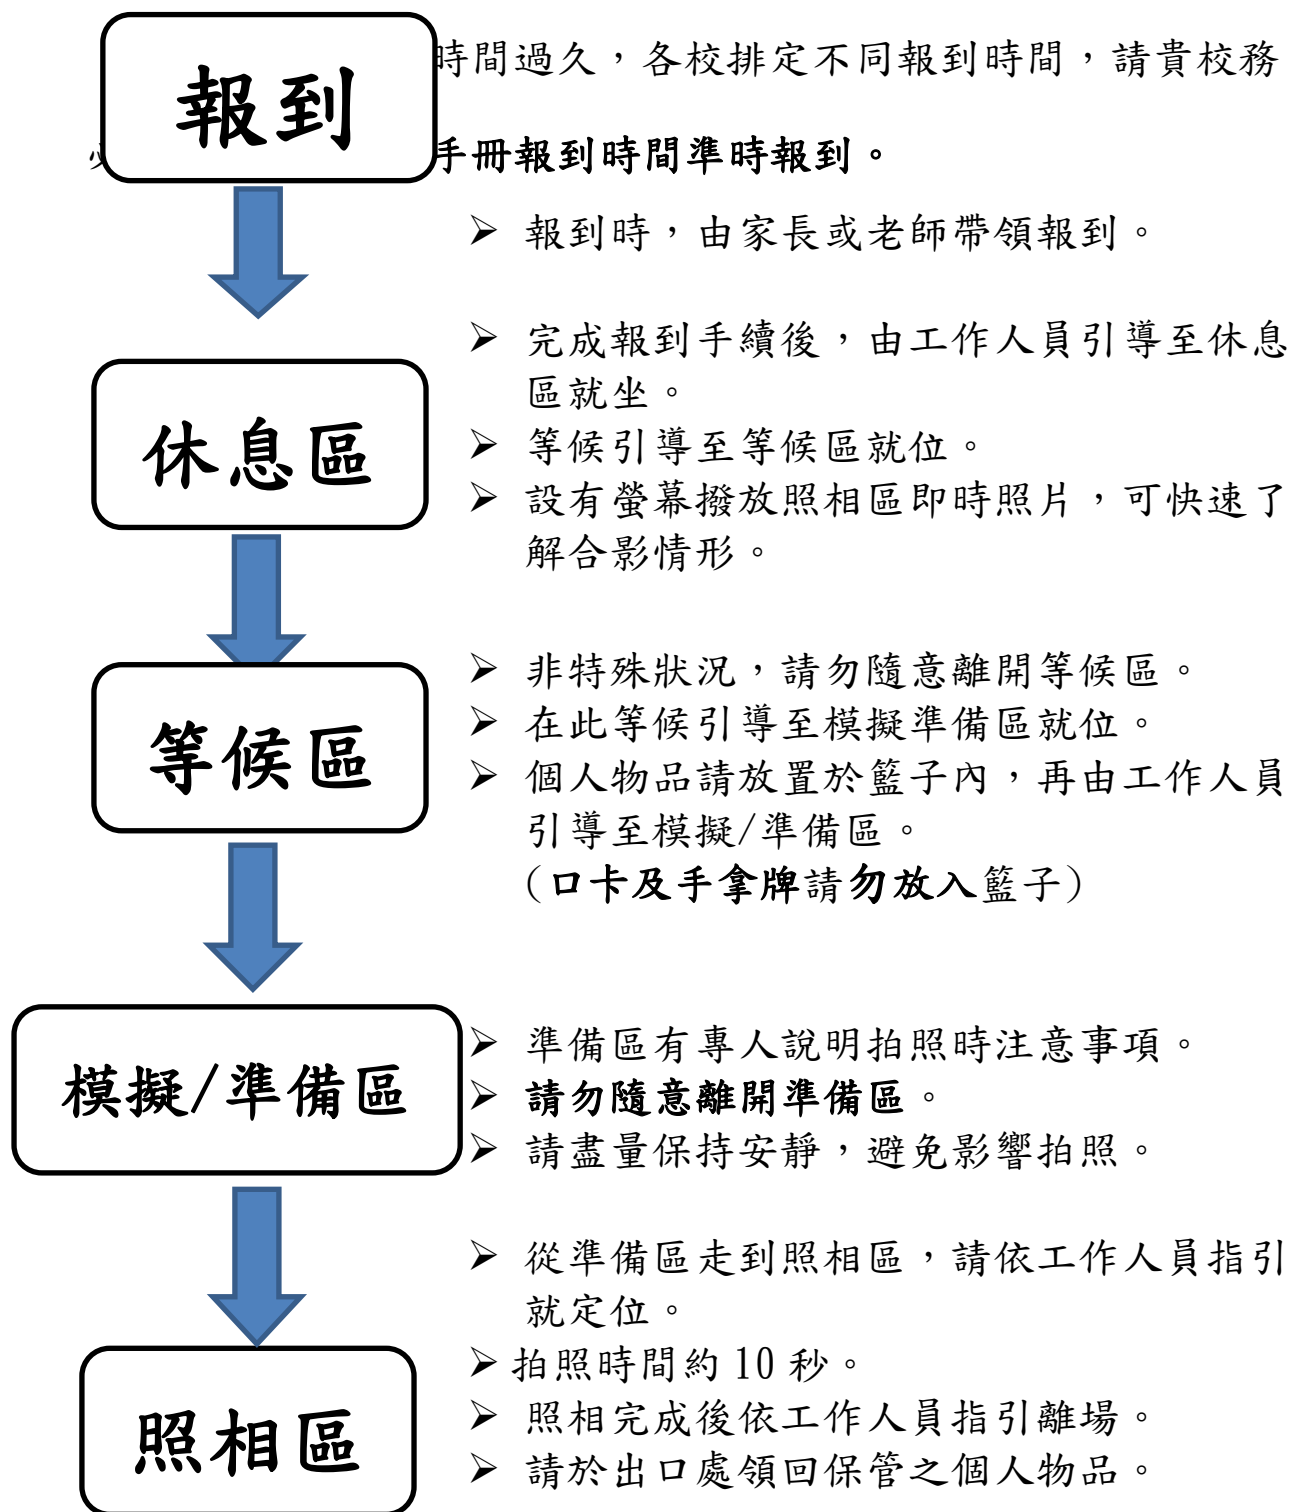 報到
時間過久，各校排定不同報到時間，請貴校務
手冊報到時間準時報到。
➢ 報到時，由家長或老師帶領報到。
休息區
➢ 完成報到手續後，由工作人員引導至休息
區就坐。
➢ 等候引導至等候區就位。
➢ 設有螢幕撥放照相區即時照片，可快速了
解合影情形。
等候區
➢ 非特殊狀況，請勿隨意離開等候區。
➢ 在此等候引導至模擬準備區就位。
➢ 個人物品請放置於籃子內，再由工作人員
引導至模擬/準備區。
(口卡及手拿牌請勿放入籃子)
模擬/準備區
➢ 準備區有專人說明拍照時注意事項。
➢ 請勿隨意離開準備區。
➢ 請盡量保持安靜，避免影響拍照。
照相區
➢ 從準備區走到照相區，請依工作人員指引
就定位。
➢ 拍照時間約 10 秒。
➢ 照相完成後依工作人員指引離場。
➢ 請於出口處領回保管之個人物品。